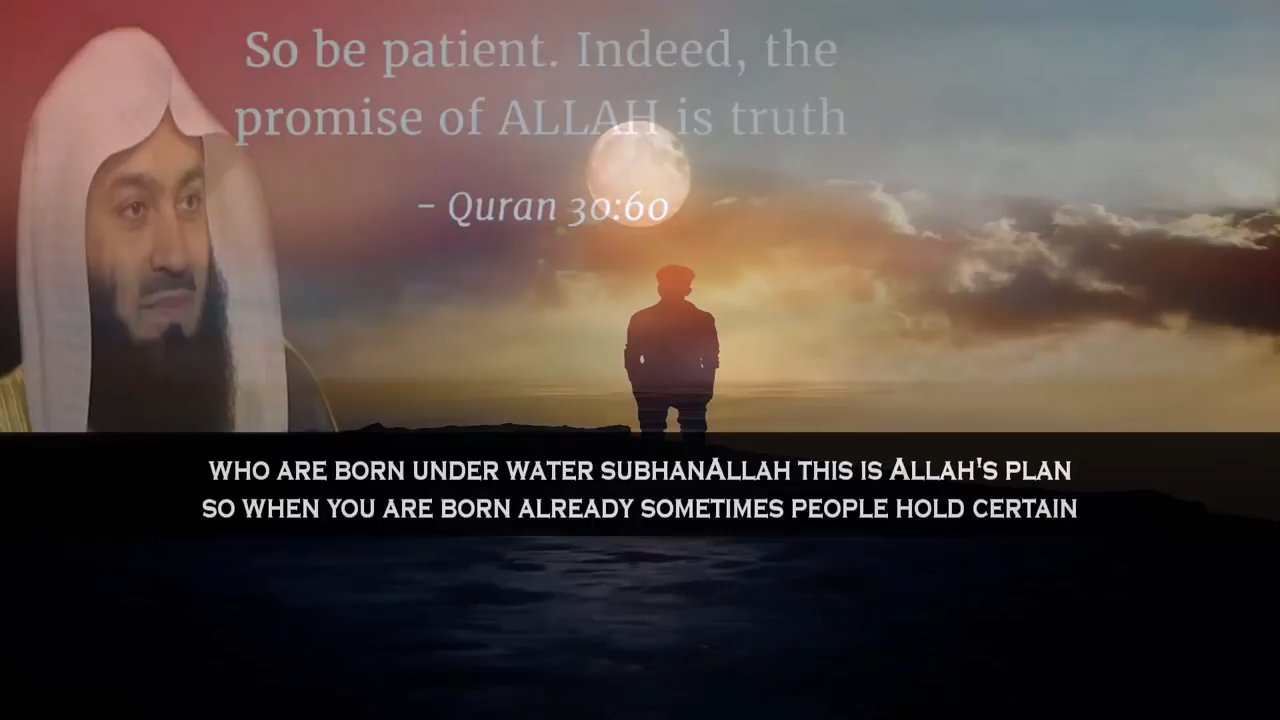 So be patient. Indeed, the
promise of ALLAH is truth
- Quran 30:60
WHO ARE BORN UNDER WATER SUBHANALLAH THIS IS ALLAH'S PLAN
SO WHEN YOU ARE BORN ALREADY SOMETIMES PEOPLE HOLD CERTAIN